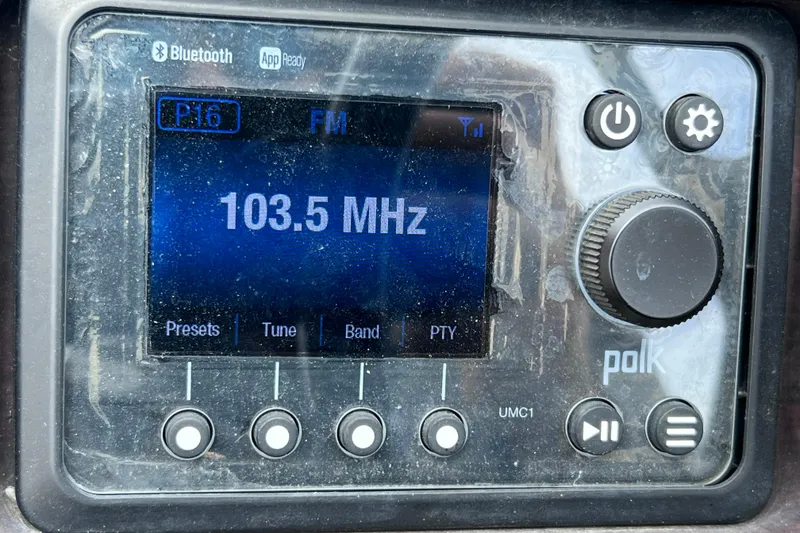 Bluetooth App Ready
P16 FM
103.5 MHz
Presets Tune Band PTY
polk
UMC1